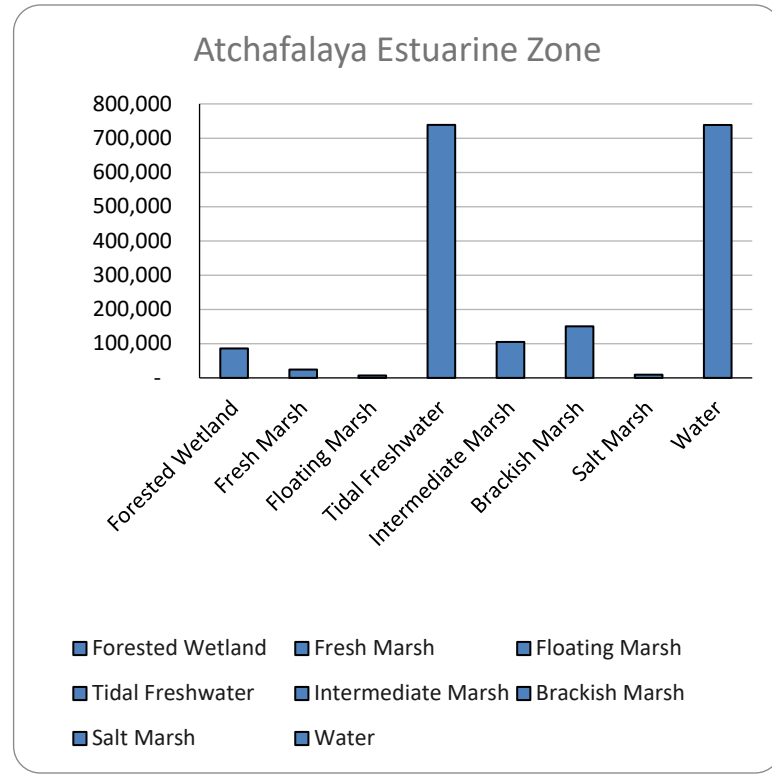 Atchafalaya Estuarine Zone
800,000
700,000
600,000
500,000
400,000
300,000
200,000
100,000
-
Forested Wetland
Fresh Marsh
Floating Marsh
Tidal Freshwater
Intermediate Marsh
Brackish Marsh
Salt Marsh
Water
Forested Wetland Fresh Marsh Floating Marsh
Tidal Freshwater Intermediate Marsh Brackish Marsh
Salt Marsh Water